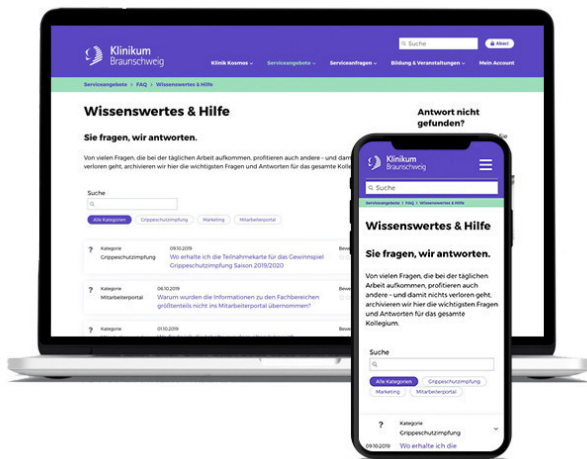 Klinikum
Braunschweig
Suche
Klinik Kosmos
Serviceangebote
Serviceanfragen
Bildung & Veranstaltungen
Mein Account
Serviceangebote > FAQ > Wissenswertes & Hilfe
Wissenswertes & Hilfe
Antwort nicht
gefunden?
Sie fragen, wir antworten.
Von vielen Fragen, die bei der täglichen Arbeit aufkommen, profitieren auch andere – und
verloren geht, archivieren wir hier die wichtigsten Fragen und Antworten für das gesamte
Suche
Alle Kategorien
Grippeschutzimpfung
Marketing
Mitarbeiterportal
? Kategorie 09.10.2019
Grippeschutzimpfung Wo erhalte ich die Teilnahmekarte für das Gewinnspiel
Grippeschutzimpfung Saison 2019/2020
? Kategorie 06.10.2019
Mitarbeiterportal Warum wurden die Informationen zu den Fachbereichen
größtenteils nicht ins Mitarbeiterportal übernommen?
? Kategorie 01.10.2019
Klinikum
Braunschweig
Suche
Serviceangebote > FAQ > Wissenswertes & Hilfe
Wissenswertes & Hilfe
Sie fragen, wir antworten.
Von vielen Fragen, die bei der täglichen
Arbeit aufkommen, profitieren auch
andere – und damit nichts verloren geht,
archivieren wir hier die wichtigsten Fragen
und Antworten für das gesamte
Kollegium.
Suche
Alle Kategorien
Grippeschutzimpfung
Marketing
Mitarbeiterportal
? Kategorie
Grippeschutzimpfung
09.10.2019 Wo erhalte ich die